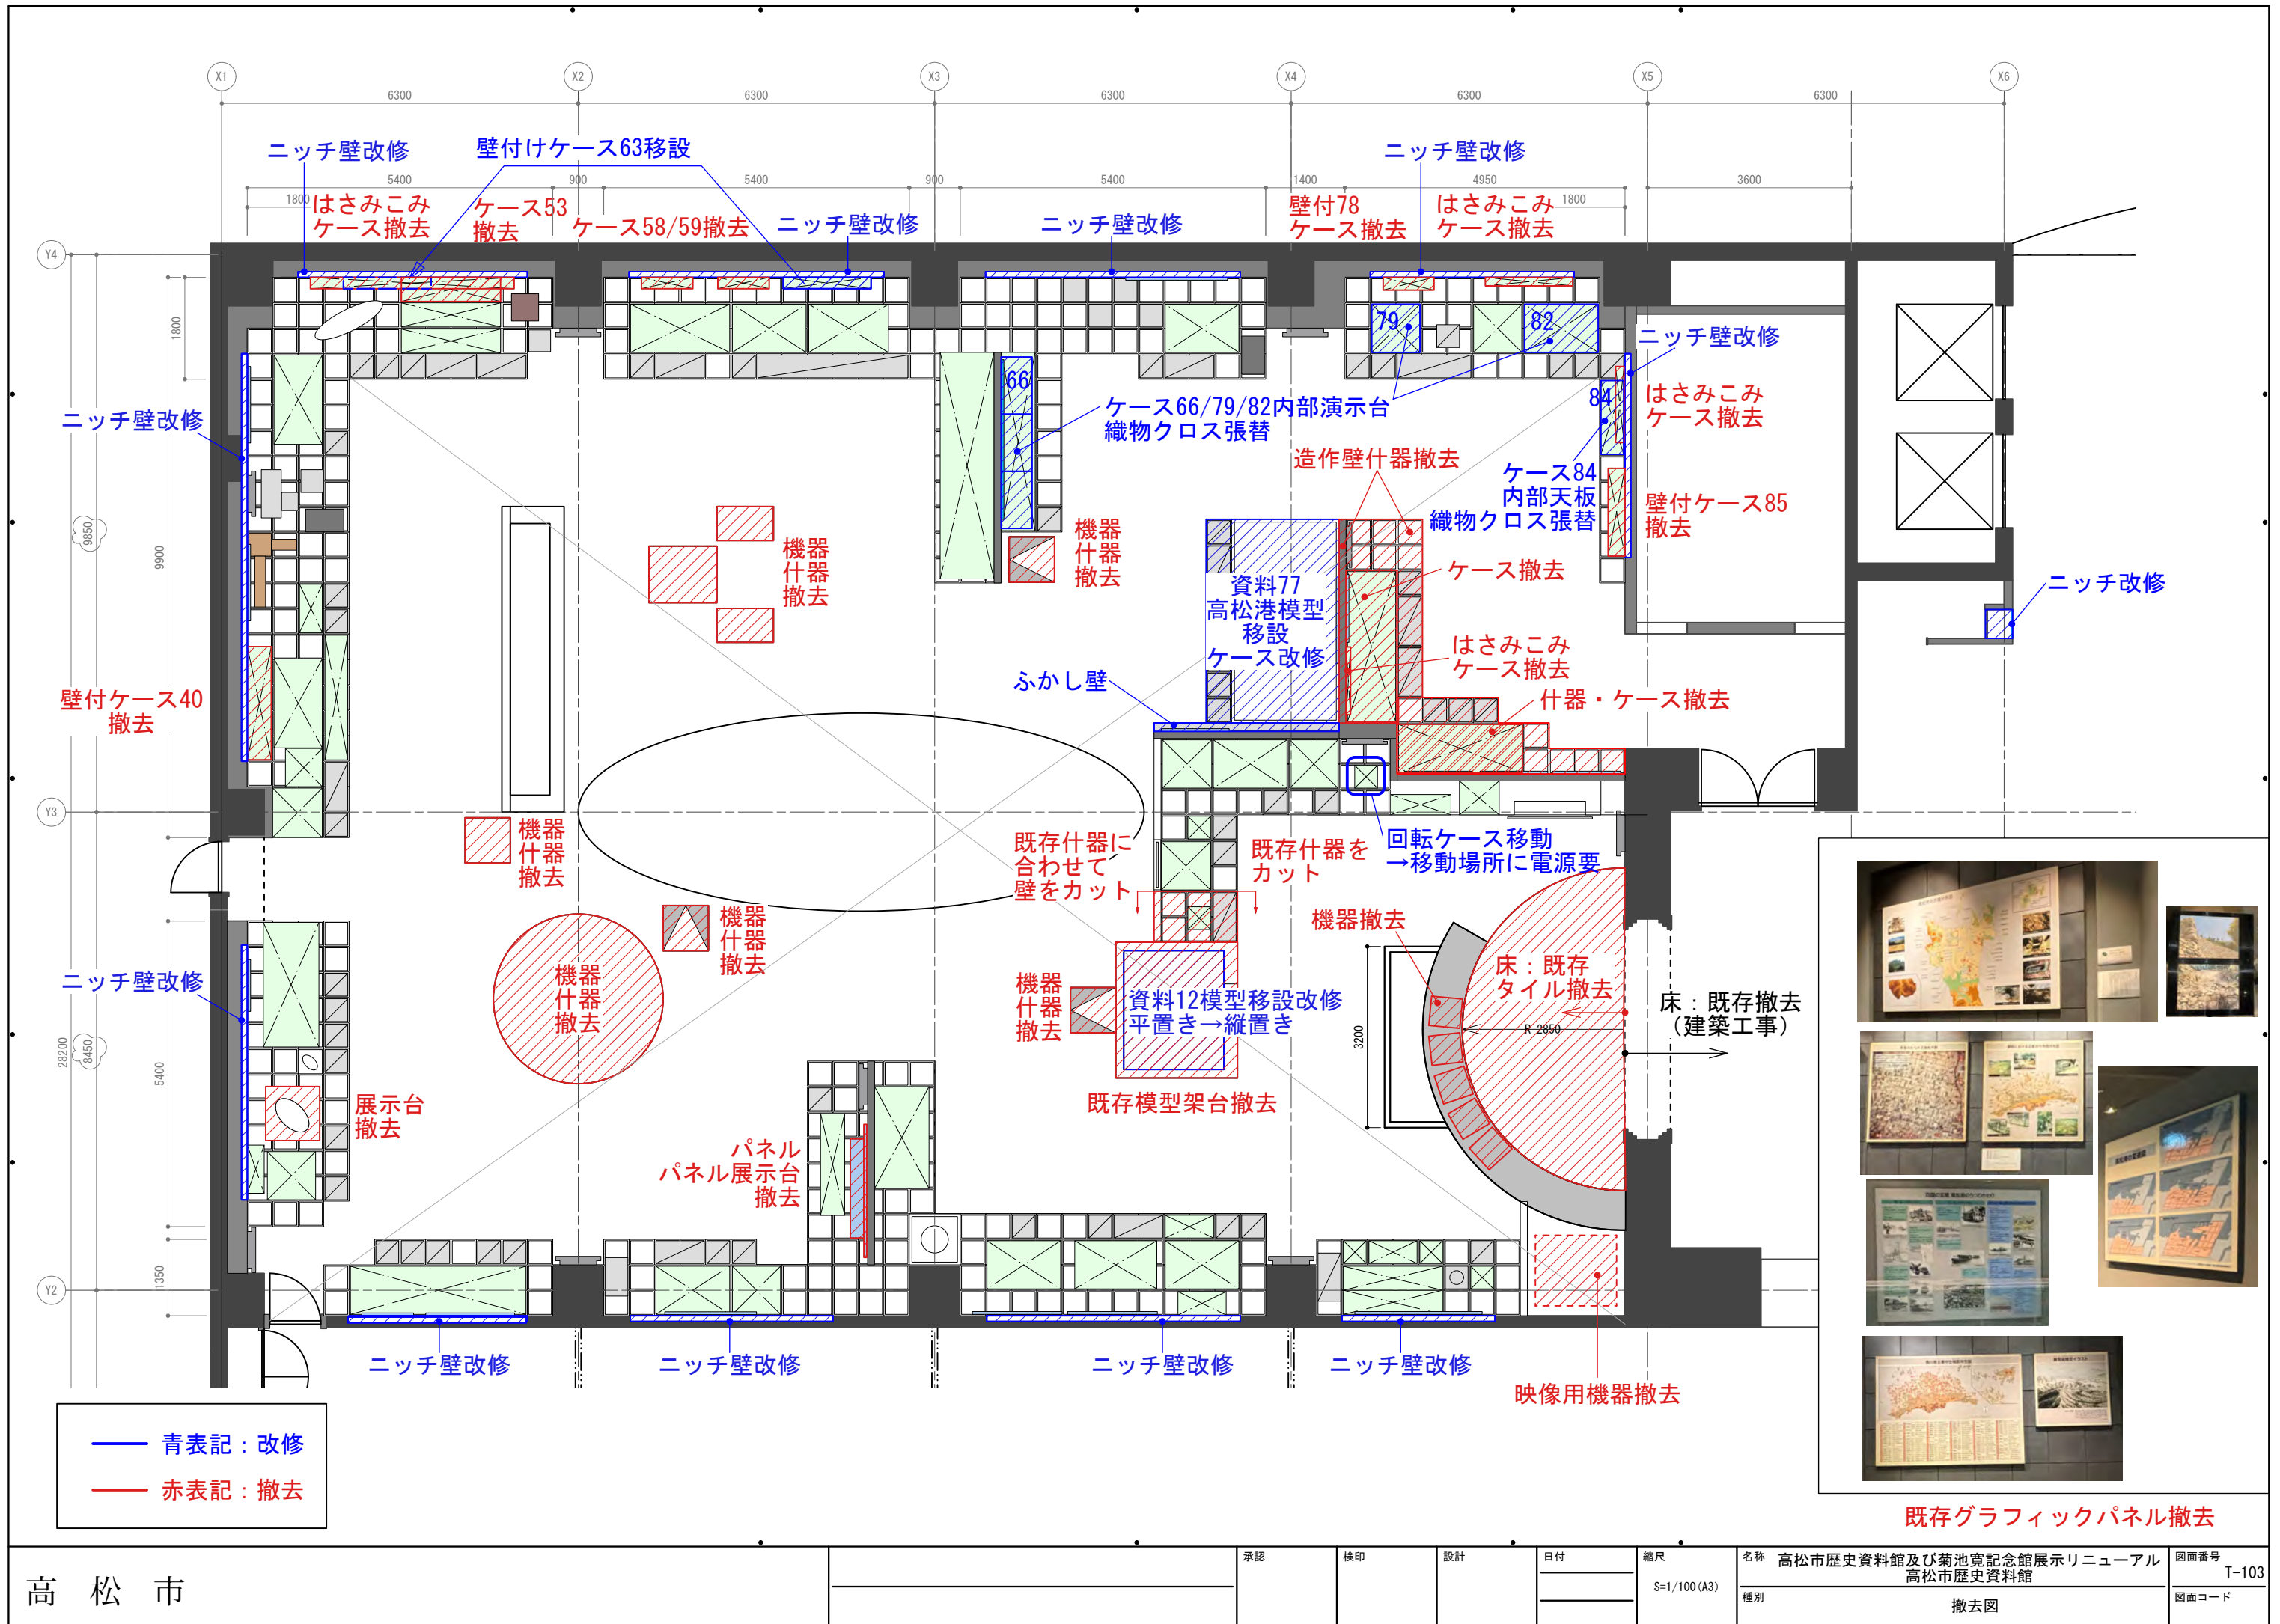 X1
X2
X3
X4
X5
X6
6300
6300
6300
6300
6300
ニッチ壁改修
壁付けケース63移設
ニッチ壁改修
5400
900
5400
900
5400
1400
4950
3600
1800
はさみこみ
ケース撤去
ケース53
撤去
ケース58/59撤去
ニッチ壁改修
ニッチ壁改修
壁付78
ケース撤去
はさみこみ
ケース撤去
1800
Y4
1800
79
82
ニッチ壁改修
66
84
はさみこみ
ケース撤去
ニッチ壁改修
ケース66/79/82内部演示台
織物クロス張替
造作壁什器撤去
ケース84
内部天板
織物クロス張替
壁付ケース85
撤去
9850
9900
機器
什器
撤去
機器
什器
撤去
ケース撤去
資料77
高松港模型
移設
ケース改修
ニッチ改修
はさみこみ
ケース撤去
ふかし壁
什器・ケース撤去
壁付ケース40
撤去
Y3
機器
什器
撤去
既存什器に
合わせて
壁をカット
既存什器を
カット
回転ケース移動
→移動場所に電源要
機器
什器
撤去
機器撤去
ニッチ壁改修
機器
什器
撤去
機器
什器
撤去
資料12模型移設改修
平置き→縦置き
床：既存
タイル撤去
床：既存撤去
（建築工事）
R 2850
3200
28200
8450
5400
展示台
撤去
既存模型架台撤去
パネル
パネル展示台
撤去
1350
Y2
ニッチ壁改修
ニッチ壁改修
ニッチ壁改修
ニッチ壁改修
映像用機器撤去
青表記：改修
赤表記：撤去
既存グラフィックパネル撤去
高松市
承認
検印
設計
日付
縮尺
S=1/100(A3)
名称
高松市歴史資料館及び菊池寛記念館展示リニューアル
高松市歴史資料館
種別
撤去図
図面番号
T-103
図面コード